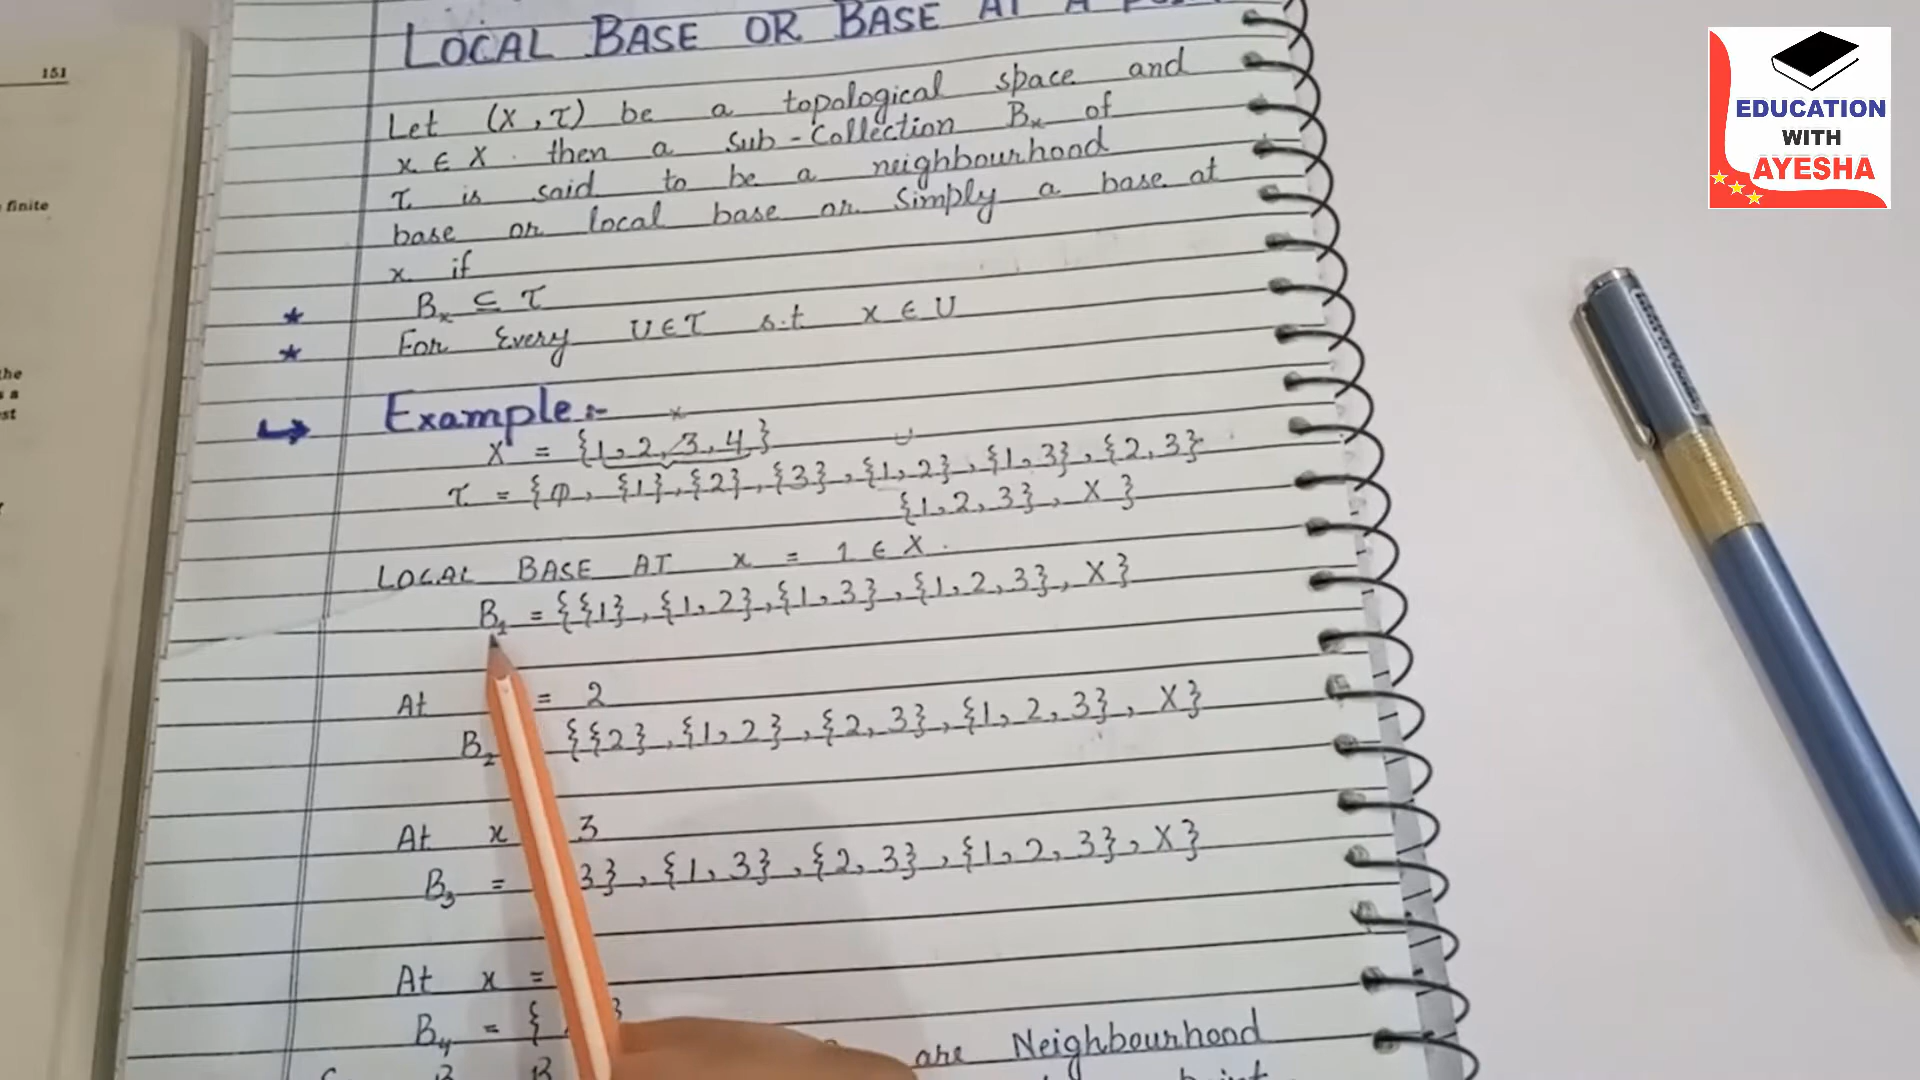 LOCAL BASE OR BASE AT A
Let (X, τ) be a topological space and
x ∈ X. then a sub-Collection Bₓ of
τ is said to be a neighbourhood
base or local base or simply a base at
x if
* Bₓ ⊆ τ
* For Every U∈τ s.t x ∈ U
Example:-
X = {1, 2, 3, 4}
τ = {φ, {1}, {2}, {3}, {1, 2}, {1, 3}, {2, 3}
{1, 2, 3}, X}
LOCAL BASE AT x = 1 ∈ X.
B₁ = {{1}, {1, 2}, {1, 3}, {1, 2, 3}, X}
At = 2
B₂ {{2}, {1, 2}, {2, 3}, {1, 2, 3}, X}
At x 3
B₃ = 3}, {1, 3}, {2, 3}, {1, 2, 3}, X}
At x =
B₄ = {
are Neighbourhood
point
151
finite
the
s a
st
EDUCATION
WITH
AYESHA